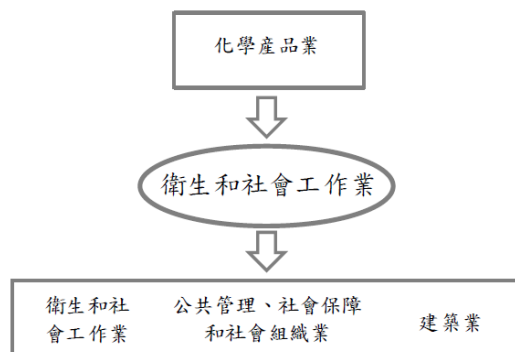 化學產品業
衛生和社會工作業
衛生和社
會工作業
公共管理、社會保障
和社會組織業
建築業